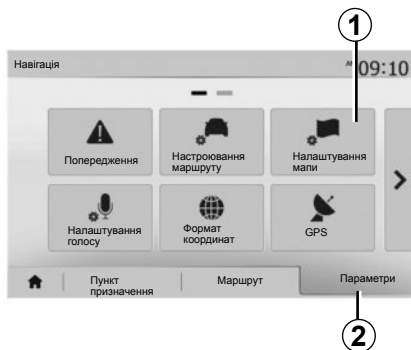 1
Навігація
09:10
Попередження
Настроювання
маршруту
Налаштування
мапи
Налаштування
голосу
Формат
координат
GPS
Пункт
призначення
Маршрут
Параметри
2